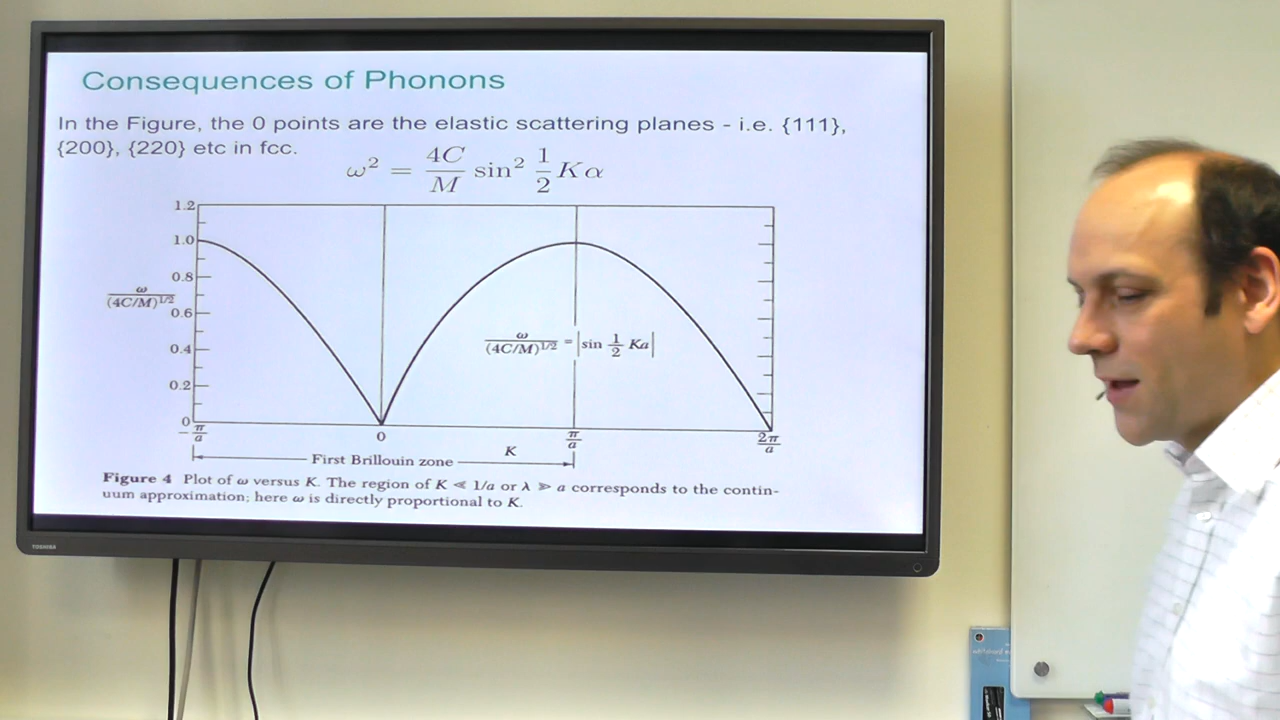 Consequences of Phonons
In the Figure, the 0 points are the elastic scattering planes - i.e. {111},
{200}, {220} etc in fcc.
ω² = 4C/M sin² 1/2 Kα
1.2
1.0
0.8
ω/(4C/M)^1/2
0.6
ω/(4C/M)^1/2 = |sin 1/2 Ka|
0.4
0.2
0
-π/a 0 K π/a 2π/a
First Brillouin zone
Figure 4 Plot of ω versus K. The region of K ≪ 1/a or λ ≫ a corresponds to the contin-
uum approximation; here ω is directly proportional to K.
TOSHIBA